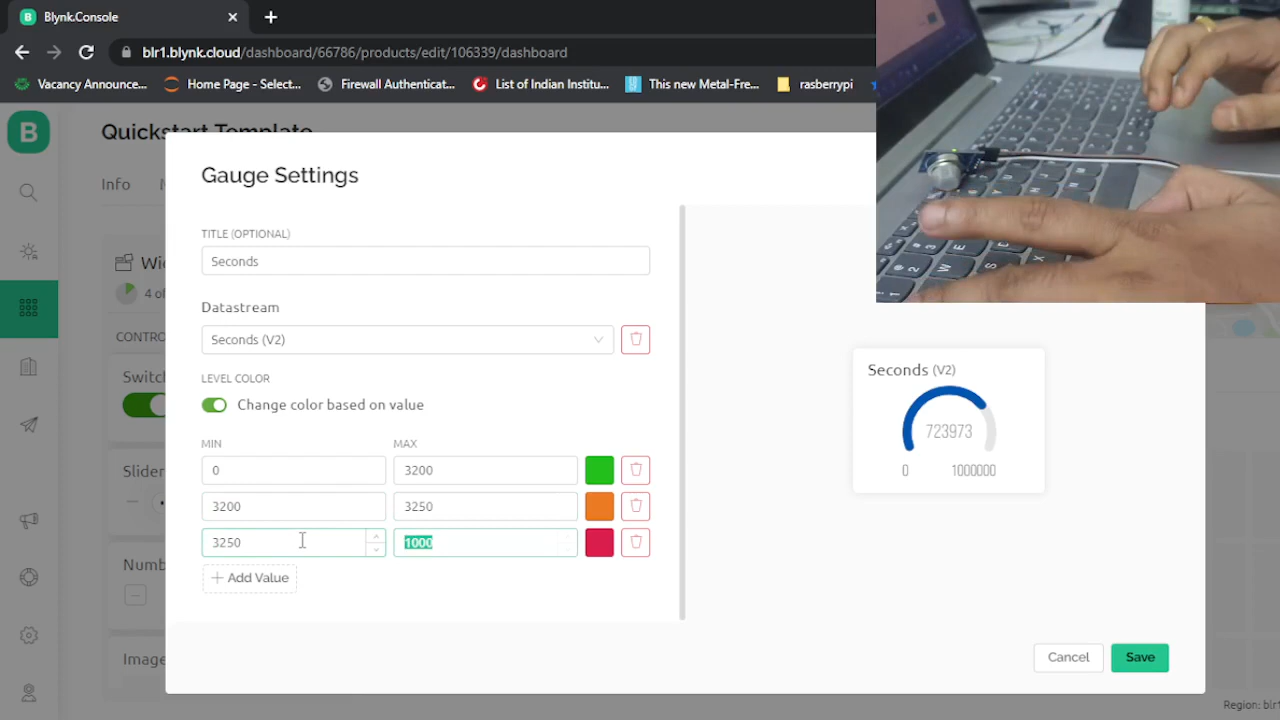 Blynk.Console
blr1.blynk.cloud/dashboard/66786/products/edit/106339/dashboard
Vacancy Announce...
Home Page - Select...
Firewall Authenticat...
List of Indian Institu...
This new Metal-Fre...
rasberrypi
B
Quickstart Template
Info
Gauge Settings
TITLE (OPTIONAL)
Seconds
Datastream
Seconds (V2)
LEVEL COLOR
Change color based on value
MIN
MAX
0
3200
3200
3250
3250
1000
+ Add Value
4 of
CONTRO
Switch
Slider
Numb
Image
Seconds (V2)
723973
0
1000000
Cancel
Save
Region: blr1